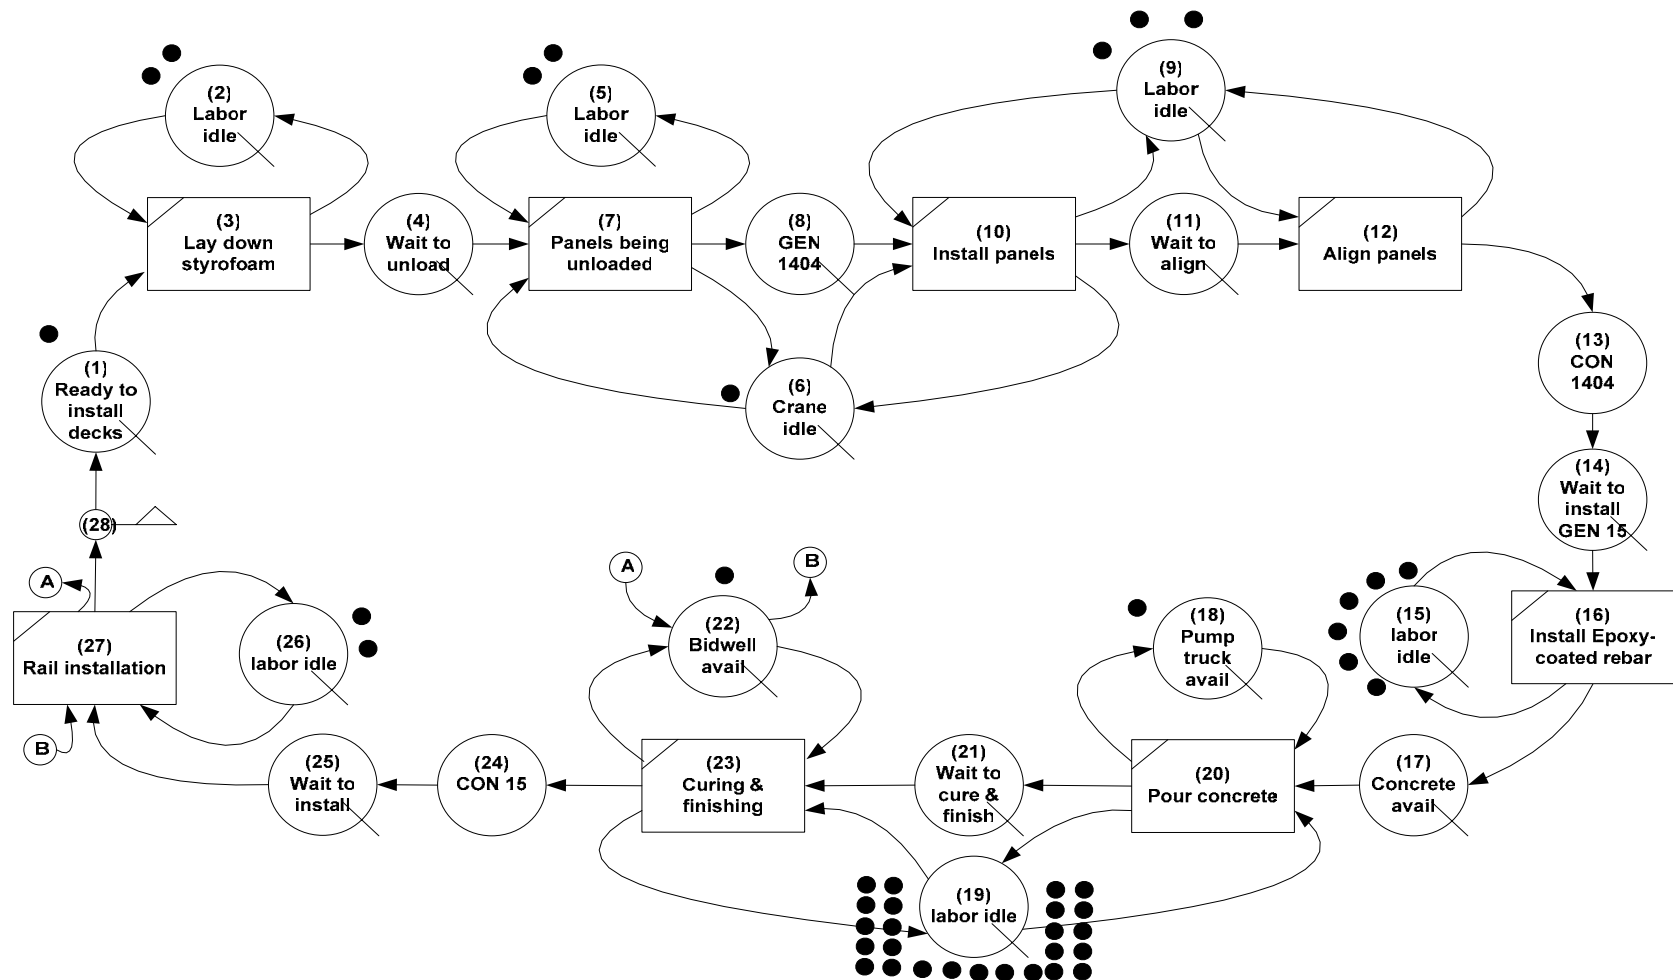 (2)
Labor
idle
(5)
Labor
idle
(9)
Labor
idle
(3)
Lay down
styrofoam
(4)
Wait to
unload
(7)
Panels being
unloaded
(8)
GEN
1404
(10)
Install panels
(11)
Wait to
align
(12)
Align panels
(1)
Ready to
install
decks
(6)
Crane
idle
(13)
CON
1404
(14)
Wait to
install
GEN 15
(28)
A
(27)
Rail installation
B
(26)
labor idle
A
B
(22)
Bidwell
avail
(18)
Pump
truck
avail
(15)
labor
idle
(16)
Install Epoxy-
coated rebar
(25)
Wait to
install
(24)
CON 15
(23)
Curing &
finishing
(21)
Wait to
cure &
finish
(20)
Pour concrete
(17)
Concrete
avail
(19)
labor idle